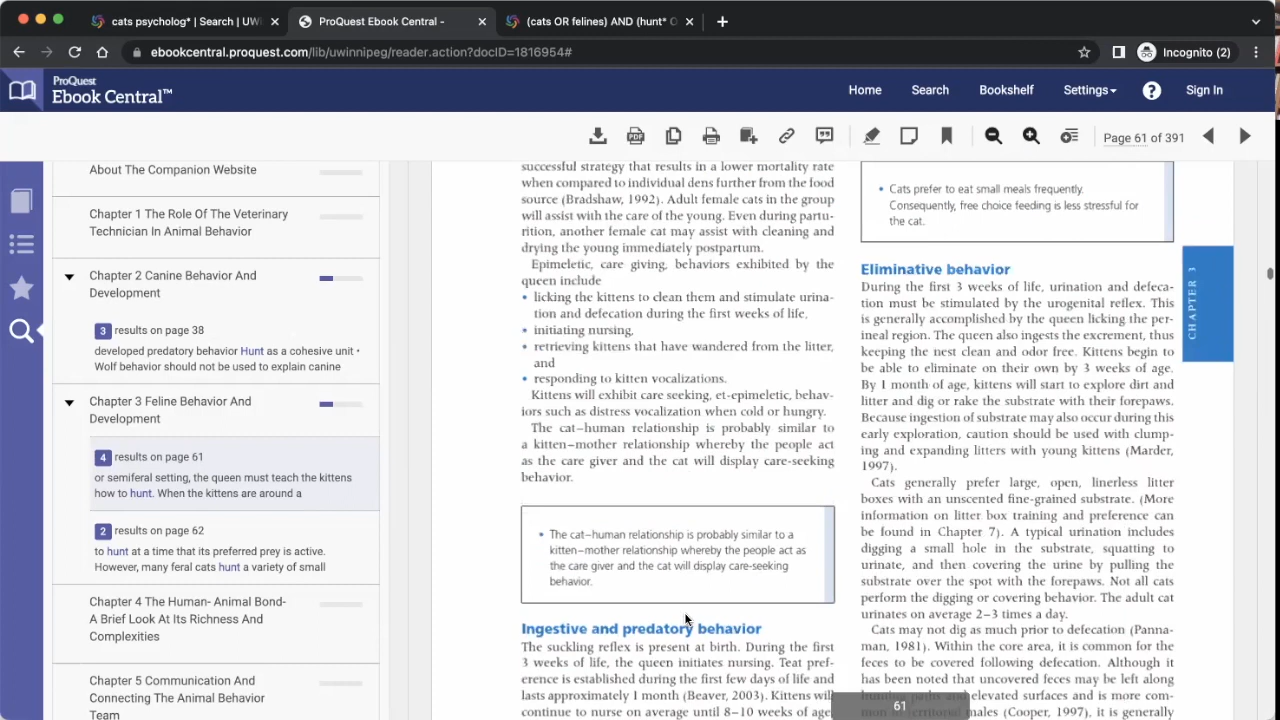 cats psycholog* | Search | UWi
ProQuest Ebook Central -
(cats OR felines) AND (hunt* O
ebookcentral.proquest.com/lib/uwinnipeg/reader.action?docID=1816954#
Incognito (2)
ProQuest
Ebook Central™
Home
Search
Bookshelf
Settings
?
Sign In
PDF
Page 61 of 391
About The Companion Website
Chapter 1 The Role Of The Veterinary
Technician In Animal Behavior
Chapter 2 Canine Behavior And
Development
3 results on page 38
developed predatory behavior Hunt as a cohesive unit •
Wolf behavior should not be used to explain canine
Chapter 3 Feline Behavior And
Development
4 results on page 61
or semiferal setting, the queen must teach the kittens
how to hunt. When the kittens are around a
2 results on page 62
to hunt at a time that its preferred prey is active.
However, many feral cats hunt a variety of small
Chapter 4 The Human- Animal Bond-
A Brief Look At Its Richness And
Complexities
Chapter 5 Communication And
Connecting The Animal Behavior
Team
successful strategy that results in a lower mortality rate
when compared to individual dens further from the food
source (Bradshaw, 1992). Adult female cats in the group
will assist with the care of the young. Even during partu-
rition, another female cat may assist with cleaning and
drying the young immediately postpartum.
Epimeletic, care giving, behaviors exhibited by the
queen include
• licking the kittens to clean them and stimulate urina-
tion and defecation during the first weeks of life,
• initiating nursing,
• retrieving kittens that have wandered from the litter,
and
• responding to kitten vocalizations.
Kittens will exhibit care seeking, et-epimeletic, behav-
iors such as distress vocalization when cold or hungry.
The cat–human relationship is probably similar to
a kitten–mother relationship whereby the people act
as the care giver and the cat will display care-seeking
behavior.
• The cat–human relationship is probably similar to a
kitten–mother relationship whereby the people act as
the care giver and the cat will display care-seeking
behavior.
Ingestive and predatory behavior
The suckling reflex is present at birth. During the first
3 weeks of life, the queen initiates nursing. Teat pref-
erence is established during the first few days of life and
lasts approximately 1 month (Beaver, 2003). Kittens will
continue to nurse on average until 8–10 weeks of age,
• Cats prefer to eat small meals frequently.
Consequently, free choice feeding is less stressful for
the cat.
Eliminative behavior
During the first 3 weeks of life, urination and defeca-
tion must be stimulated by the urogenital reflex. This
is generally accomplished by the queen licking the per-
ineal region. The queen also ingests the excrement, thus
keeping the nest clean and odor free. Kittens begin to
be able to eliminate on their own by 3 weeks of age.
By 1 month of age, kittens will start to explore dirt and
litter and dig or rake the substrate with their forepaws.
Because ingestion of substrate may also occur during this
early exploration, caution should be used with clump-
ing and expanding litters with young kittens (Marder,
1997).
Cats generally prefer large, open, linerless litter
boxes with an unscented fine-grained substrate. (More
information on litter box training and preference can
be found in Chapter 7). A typical urination includes
digging a small hole in the substrate, squatting to
urinate, and then covering the urine by pulling the
substrate over the spot with the forepaws. Not all cats
perform the digging or covering behavior. The adult cat
urinates on average 2–3 times a day.
Cats may not dig as much prior to defecation (Panna-
man, 1981). Within the core area, it is common for the
feces to be covered following defecation. Although it
has been noted that uncovered feces may be left along
hunting paths and elevated surfaces and is more com-
mon in territorial males (Cooper, 1997), it is generally
CHAPTER 3
61